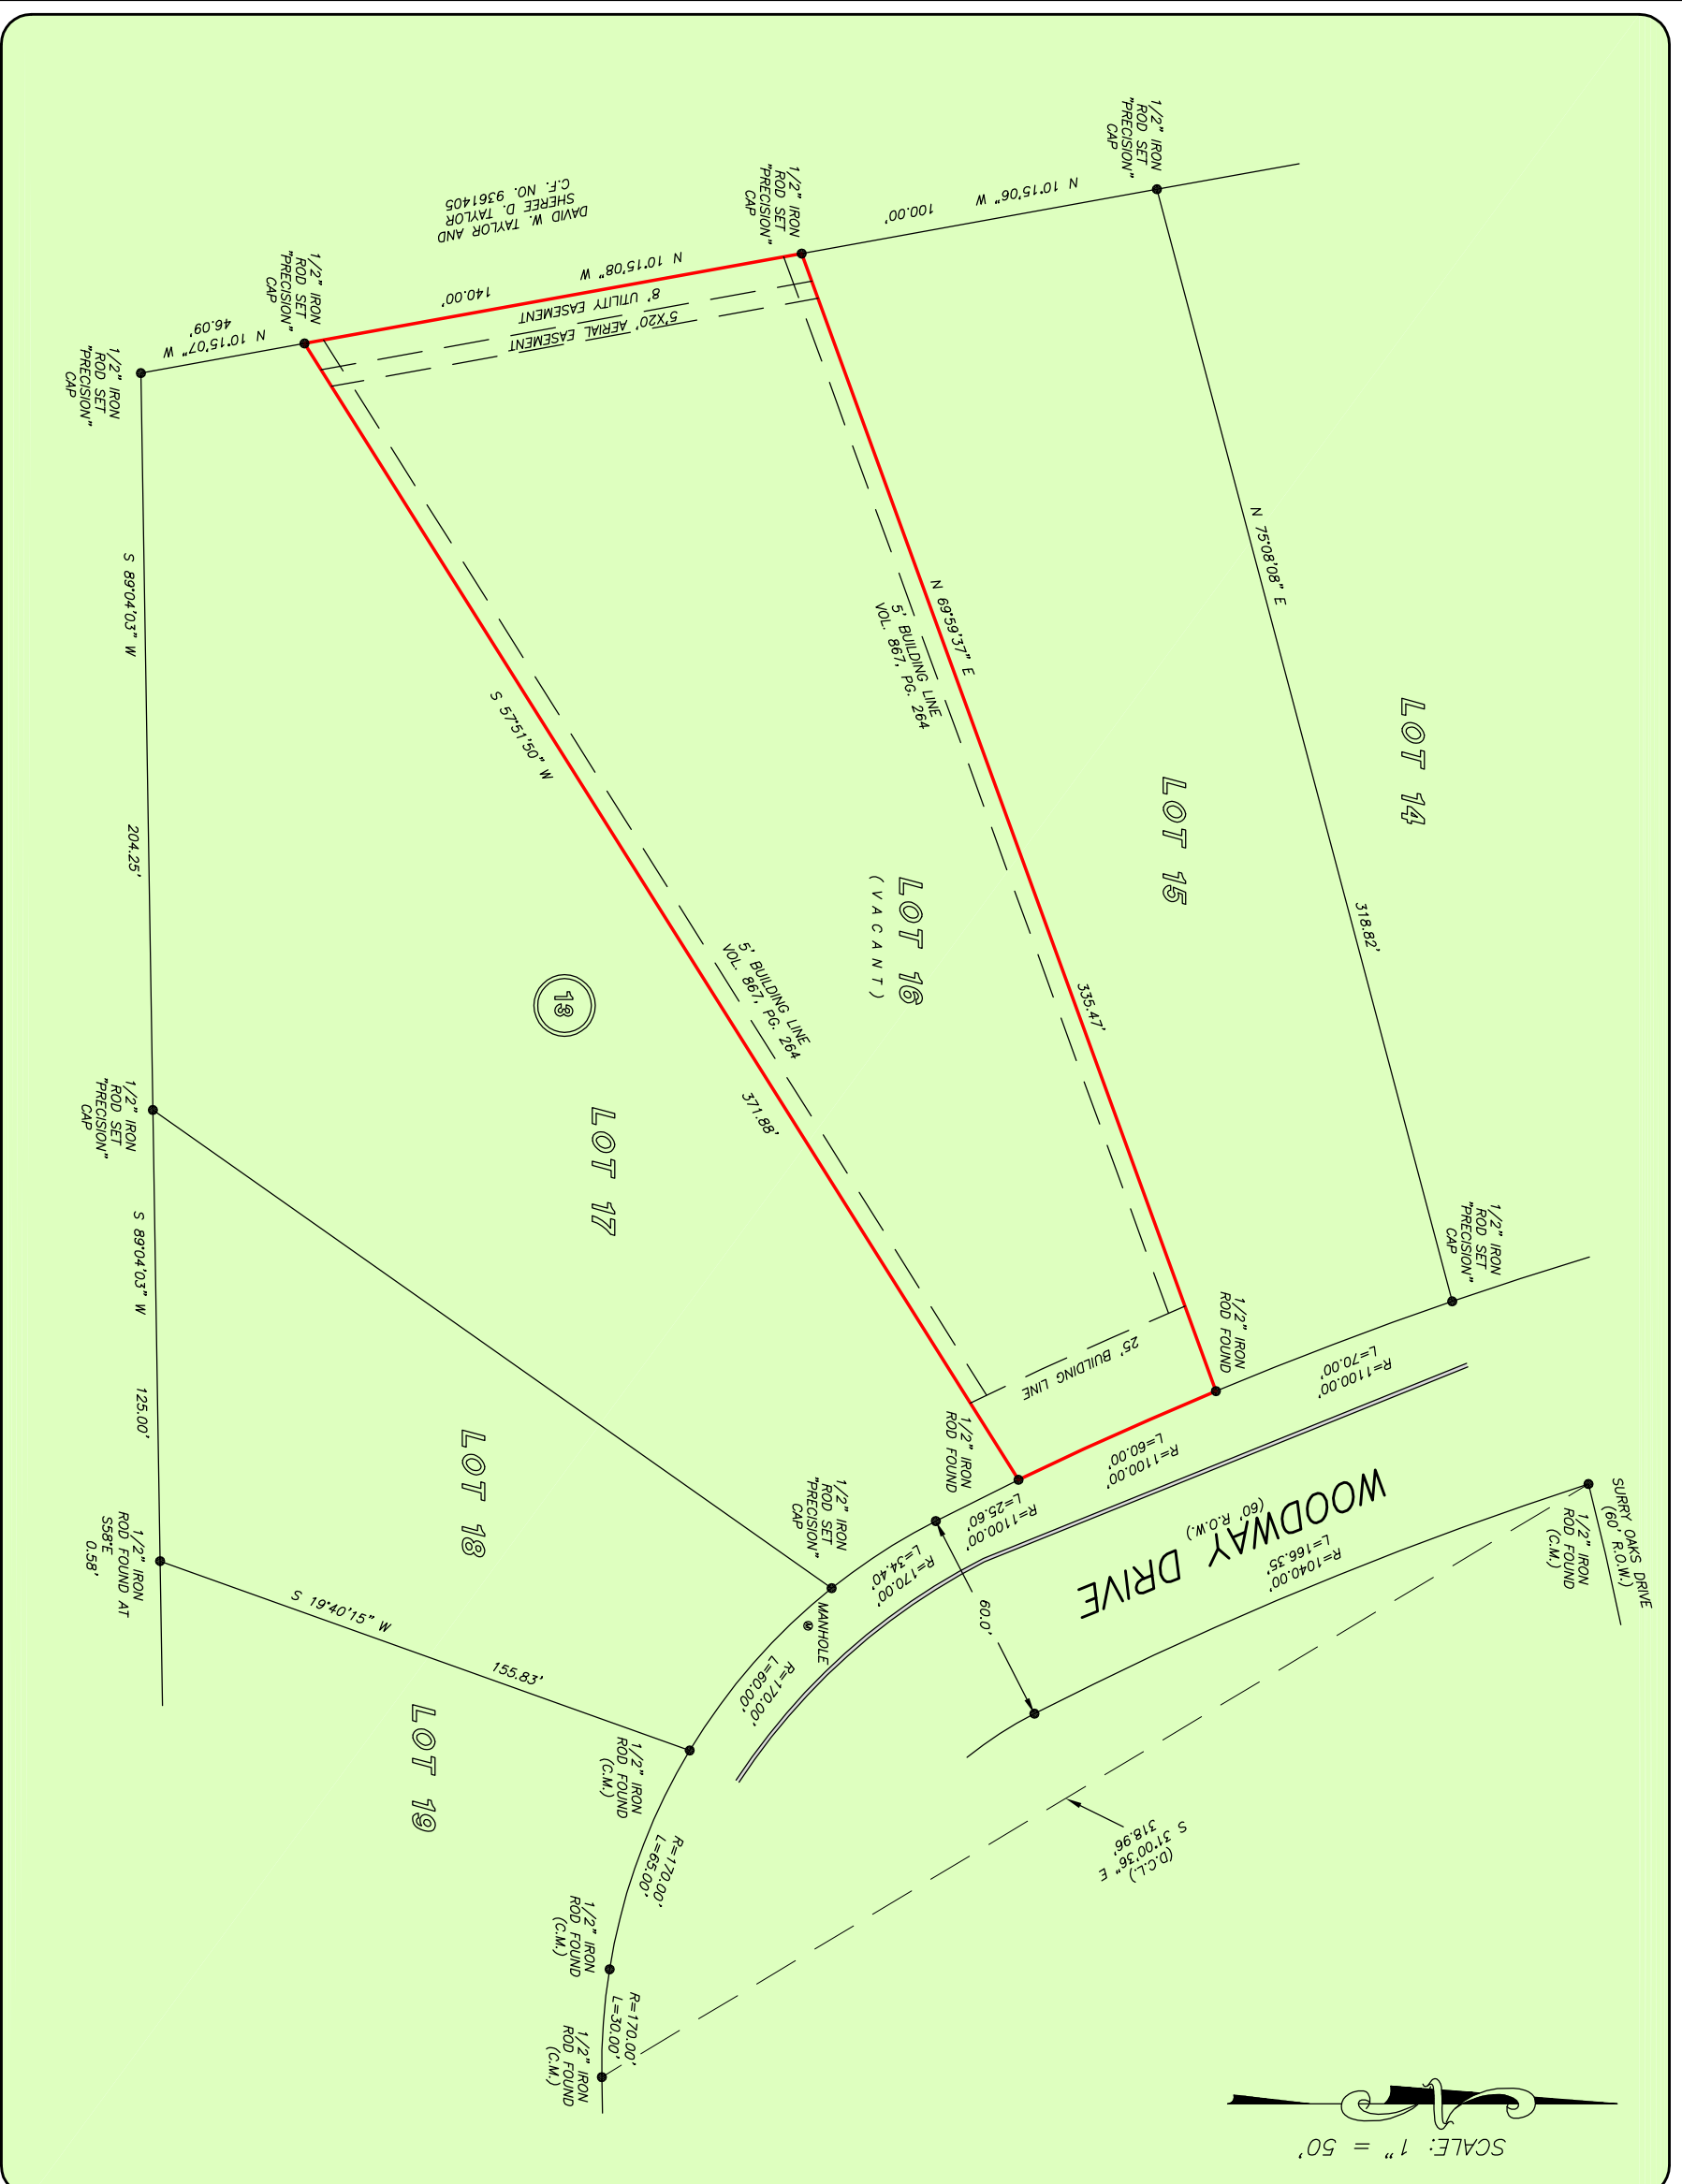 1/2" IRON
ROD SET
"PRECISION"
CAP
N 10°15'06" W
100.00'
1/2" IRON
ROD SET
"PRECISION"
CAP
DAVID W. TAYLOR AND
SHEREE D. TAYLOR
C.F. NO. 9361405
N 10°15'08" W
140.00'
8' UTILITY EASEMENT
5'X20' AERIAL EASEMENT
1/2" IRON
ROD SET
"PRECISION"
CAP
N 10°15'07" W
46.09'
1/2" IRON
ROD SET
"PRECISION"
CAP
N 75°08'08" E
318.82'
LOT 14
LOT 15
N 69°59'37" E
335.47'
5' BUILDING LINE
VOL. 867, PG. 264
LOT 16
( V A C A N T )
S 57°51'50" W
371.88'
5' BUILDING LINE
VOL. 867, PG. 264
13
LOT 17
S 89°04'03" W
204.25'
1/2" IRON
ROD SET
"PRECISION"
CAP
S 89°04'03" W
125.00'
1/2" IRON
ROD FOUND AT
S58°E
0.58'
LOT 18
S 19°40'15" W
155.83'
LOT 19
1/2" IRON
ROD SET
"PRECISION"
CAP
1/2" IRON
ROD FOUND
25' BUILDING LINE
1/2" IRON
ROD FOUND
1/2" IRON
ROD SET
"PRECISION"
CAP
R=1100.00'
L=70.00'
R=1100.00'
L=60.00'
R=1100.00'
L=25.60'
R=170.00'
L=34.40'
MANHOLE
R=170.00'
L=60.00'
60.0'
WOODWAY DRIVE
(60' R.O.W.)
R=1040.00'
L=166.35'
SURRY OAKS DRIVE
(60' R.O.W.)
1/2" IRON
ROD FOUND
(C.M.)
S 31°00'36" E
(D.C.L.)
318.96'
1/2" IRON
ROD FOUND
(C.M.)
R=170.00'
L=65.00'
1/2" IRON
ROD FOUND
(C.M.)
R=170.00'
L=30.00'
1/2" IRON
ROD FOUND
(C.M.)
N
SCALE: 1" = 50'